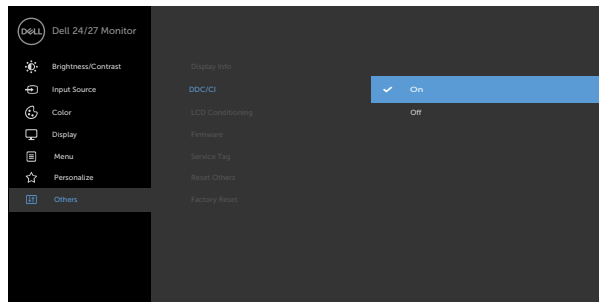 DELL Dell 24/27 Monitor
Brightness/Contrast
Display Info
Input Source
DDC/CI
On
Color
LCD Conditioning
Off
Display
Firmware
Menu
Service Tag
Personalize
Reset Others
Others
Factory Reset